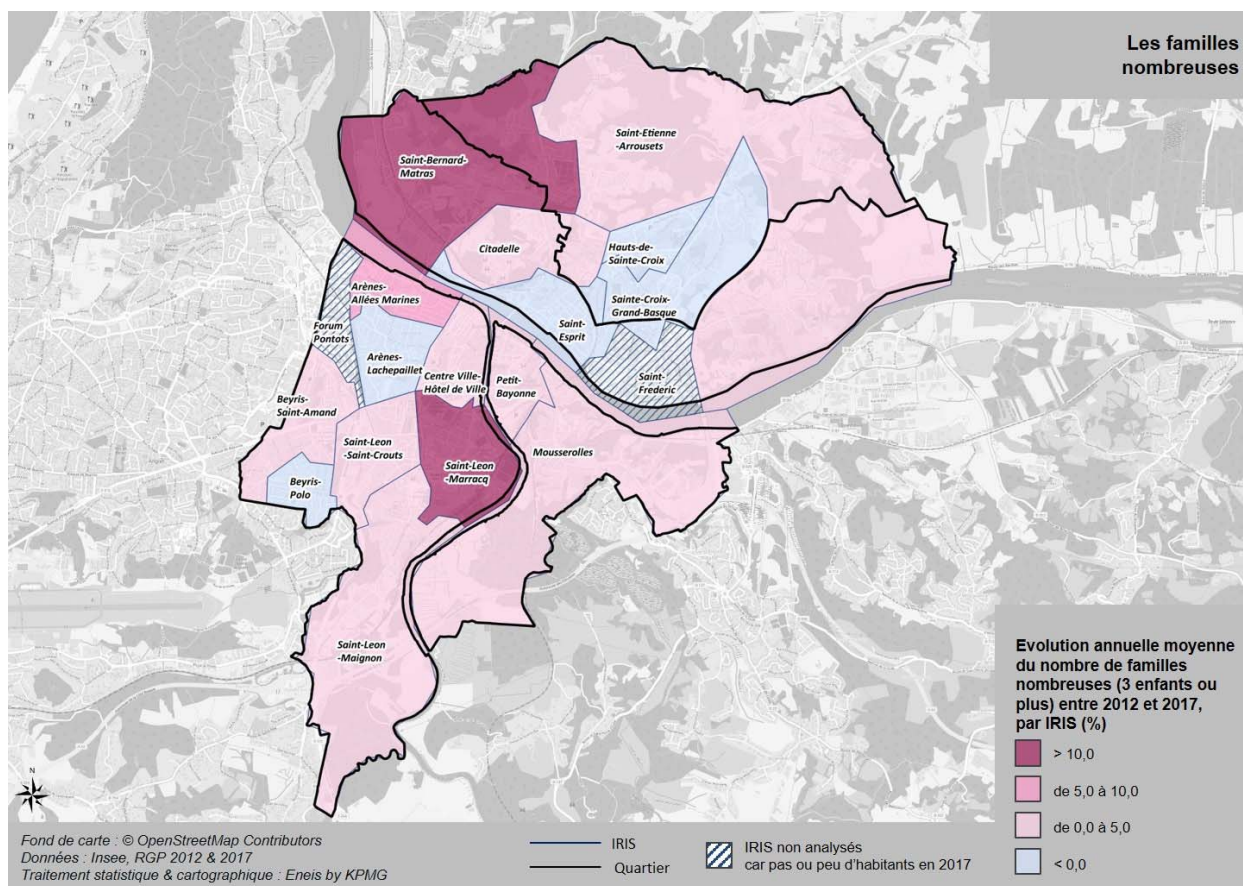 Les familles
nombreuses
Saint-Etienne
-Arrousets
Saint-Bernard-
Matras
Citadelle
Hauts-de-
Sainte-Croix
Arènes-
Allées Marines
Sainte-Croix-
Grand-Basque
Forum
Pontots
Saint-
Esprit
Arènes-
Lachepaillet
Centre Ville-
Hôtel de Ville
Petit-
Bayonne
Saint-
Frederic
Beyris-
Saint-Amand
Saint-Leon
-Saint-Crouts
Mousserolles
Saint-Leon
-Marracq
Beyris-
Polo
Saint-Leon
-Maignon
Evolution annuelle moyenne
du nombre de familles
nombreuses (3 enfants ou
plus) entre 2012 et 2017,
par IRIS (%)
> 10,0
de 5,0 à 10,0
de 0,0 à 5,0
< 0,0
N
Fond de carte : © OpenStreetMap Contributors
Données : Insee, RGP 2012 & 2017
Traitement statistique & cartographique : Eneis by KPMG
IRIS
Quartier
IRIS non analysés
car pas ou peu d'habitants en 2017